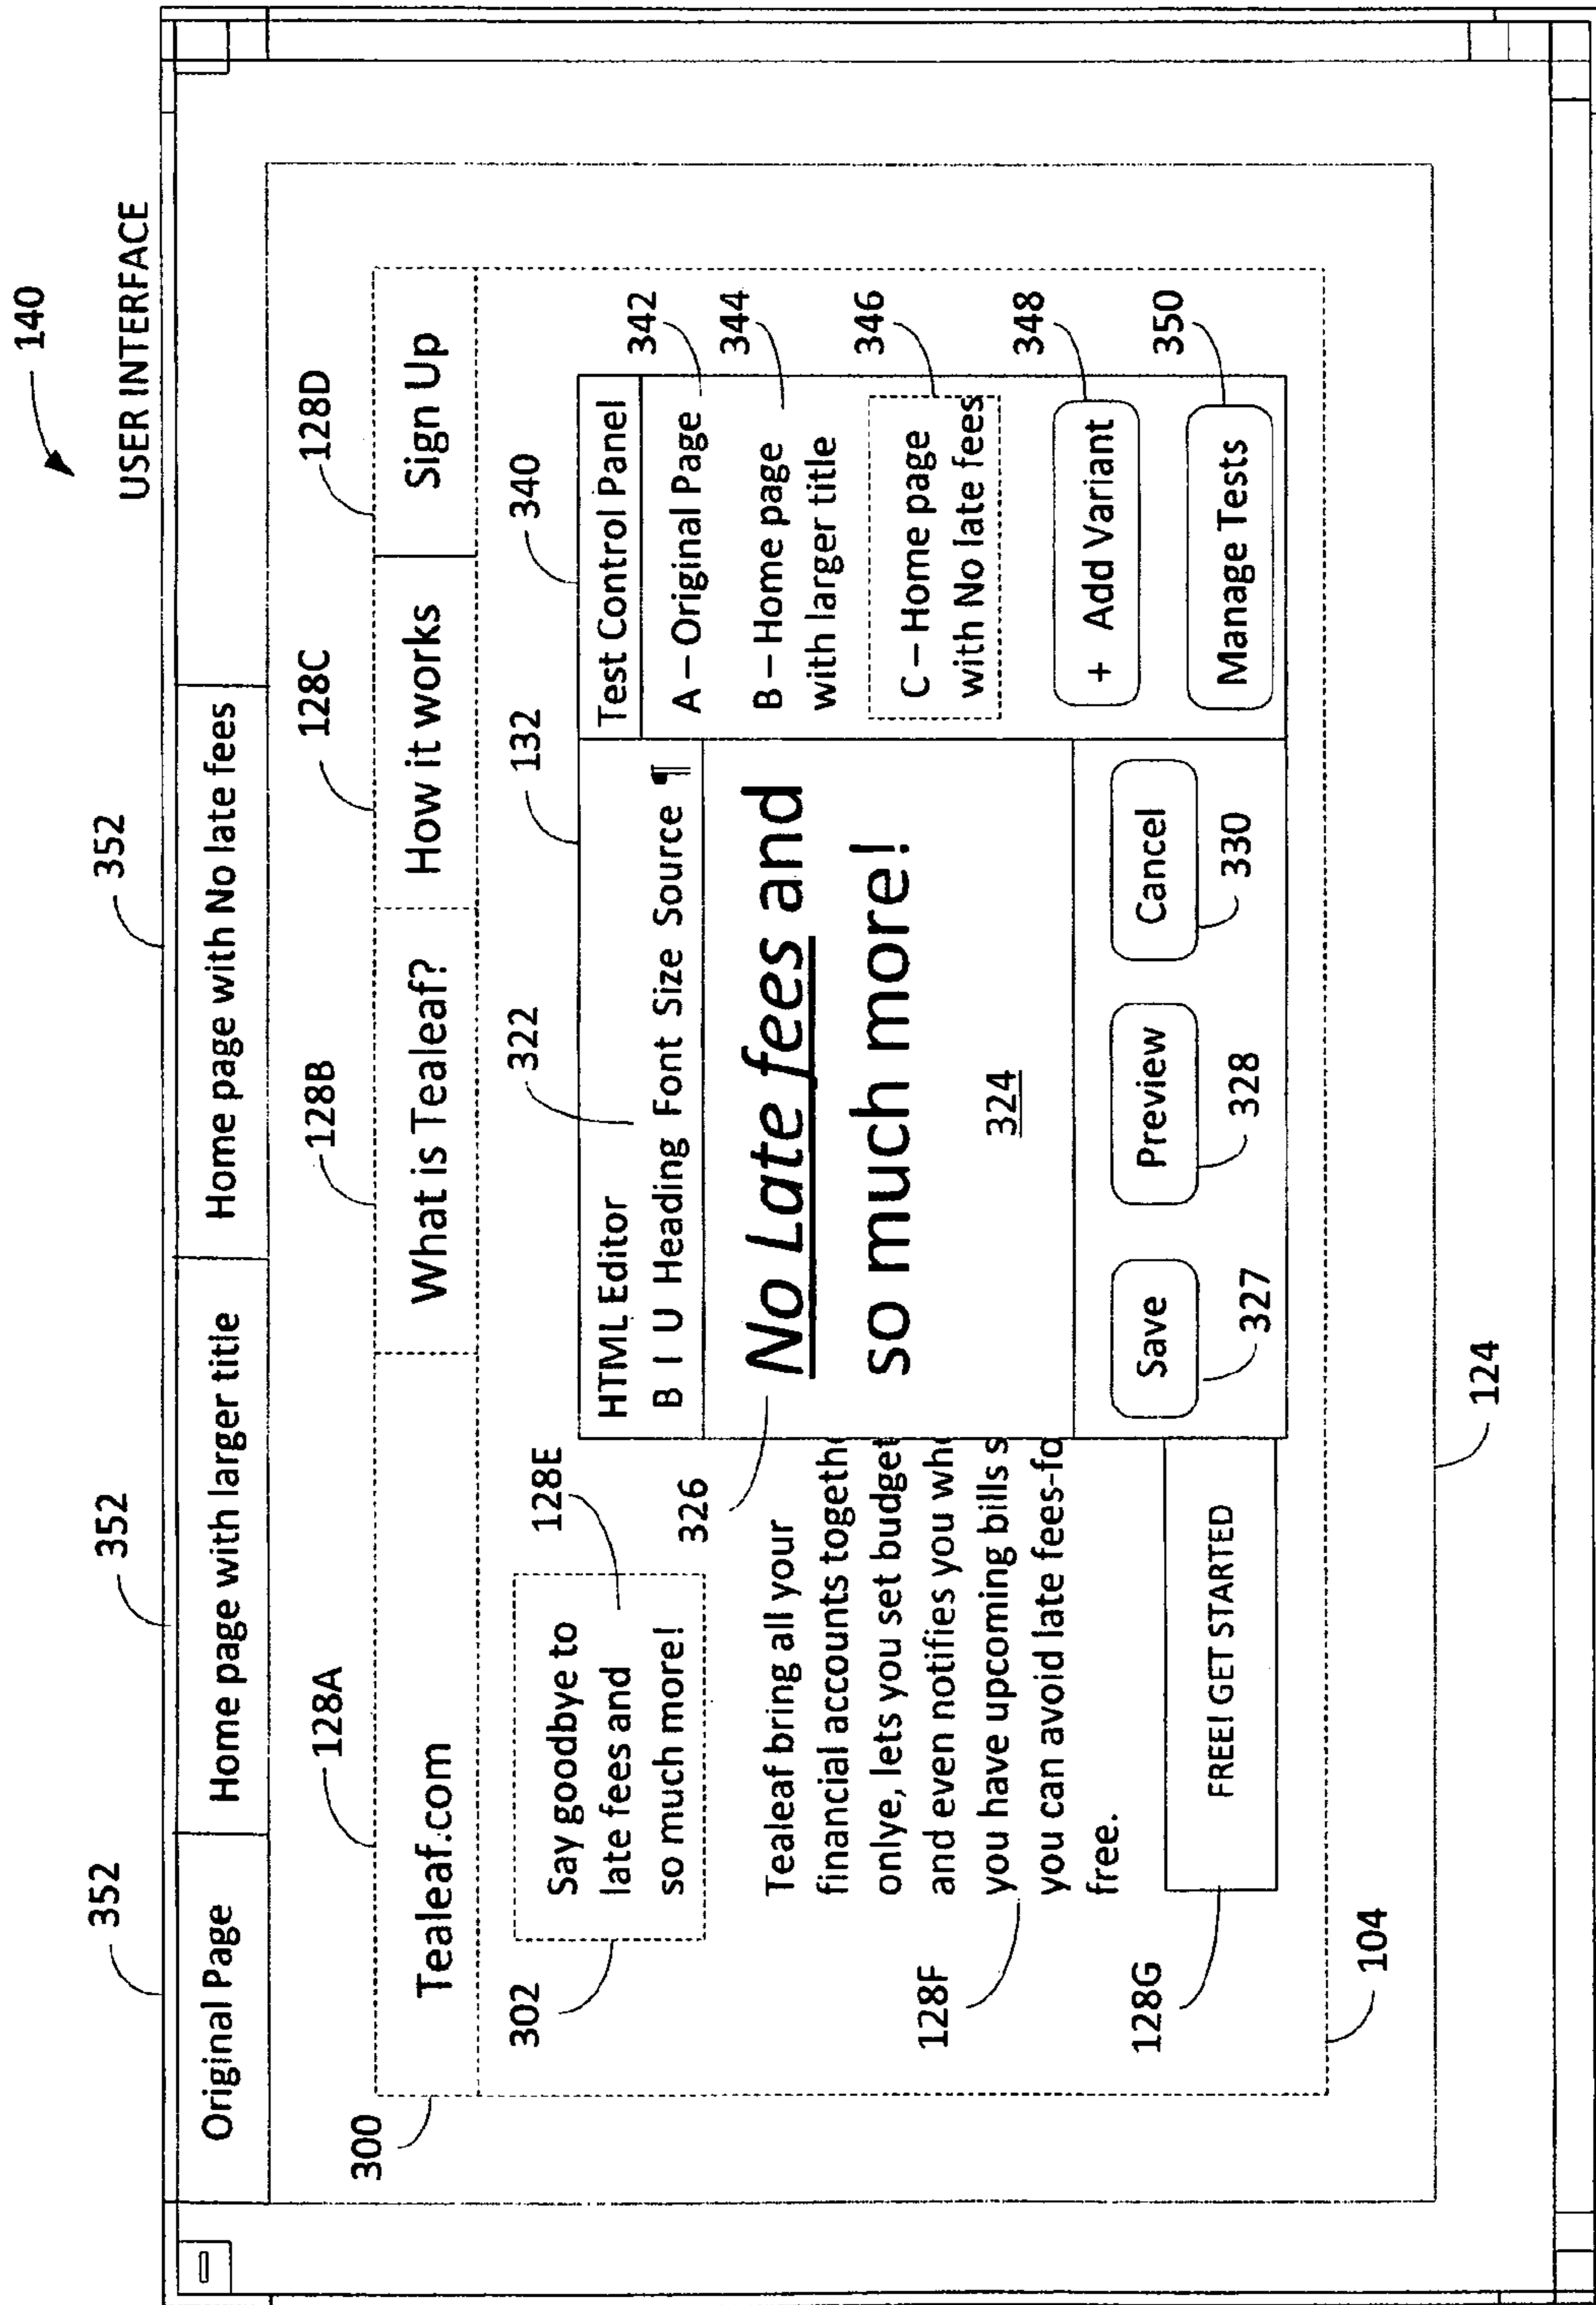 140
USER INTERFACE
352
352
352
Original Page
Home page with larger title
Home page with No late fees
300
128A
128B
128C
128D
Tealeaf.com
What is Tealeaf?
How it works
Sign Up
302
128E
322
132
340
Say goodbye to
late fees and
so much more!
HTML Editor
B I U Heading Font Size Source ¶
326
No Late fees and
so much more!
324
Save
Preview
Cancel
327
328
330
Test Control Panel
A – Original Page
342
B – Home page
with larger title
344
C – Home page
with No late fees
346
+ Add Variant
348
Manage Tests
350
Tealeaf bring all your
financial accounts togethe
onlye, lets you set budget
and even notifies you whe
you have upcoming bills s
you can avoid late fees-fo
free.
128F
FREE! GET STARTED
128G
104
124